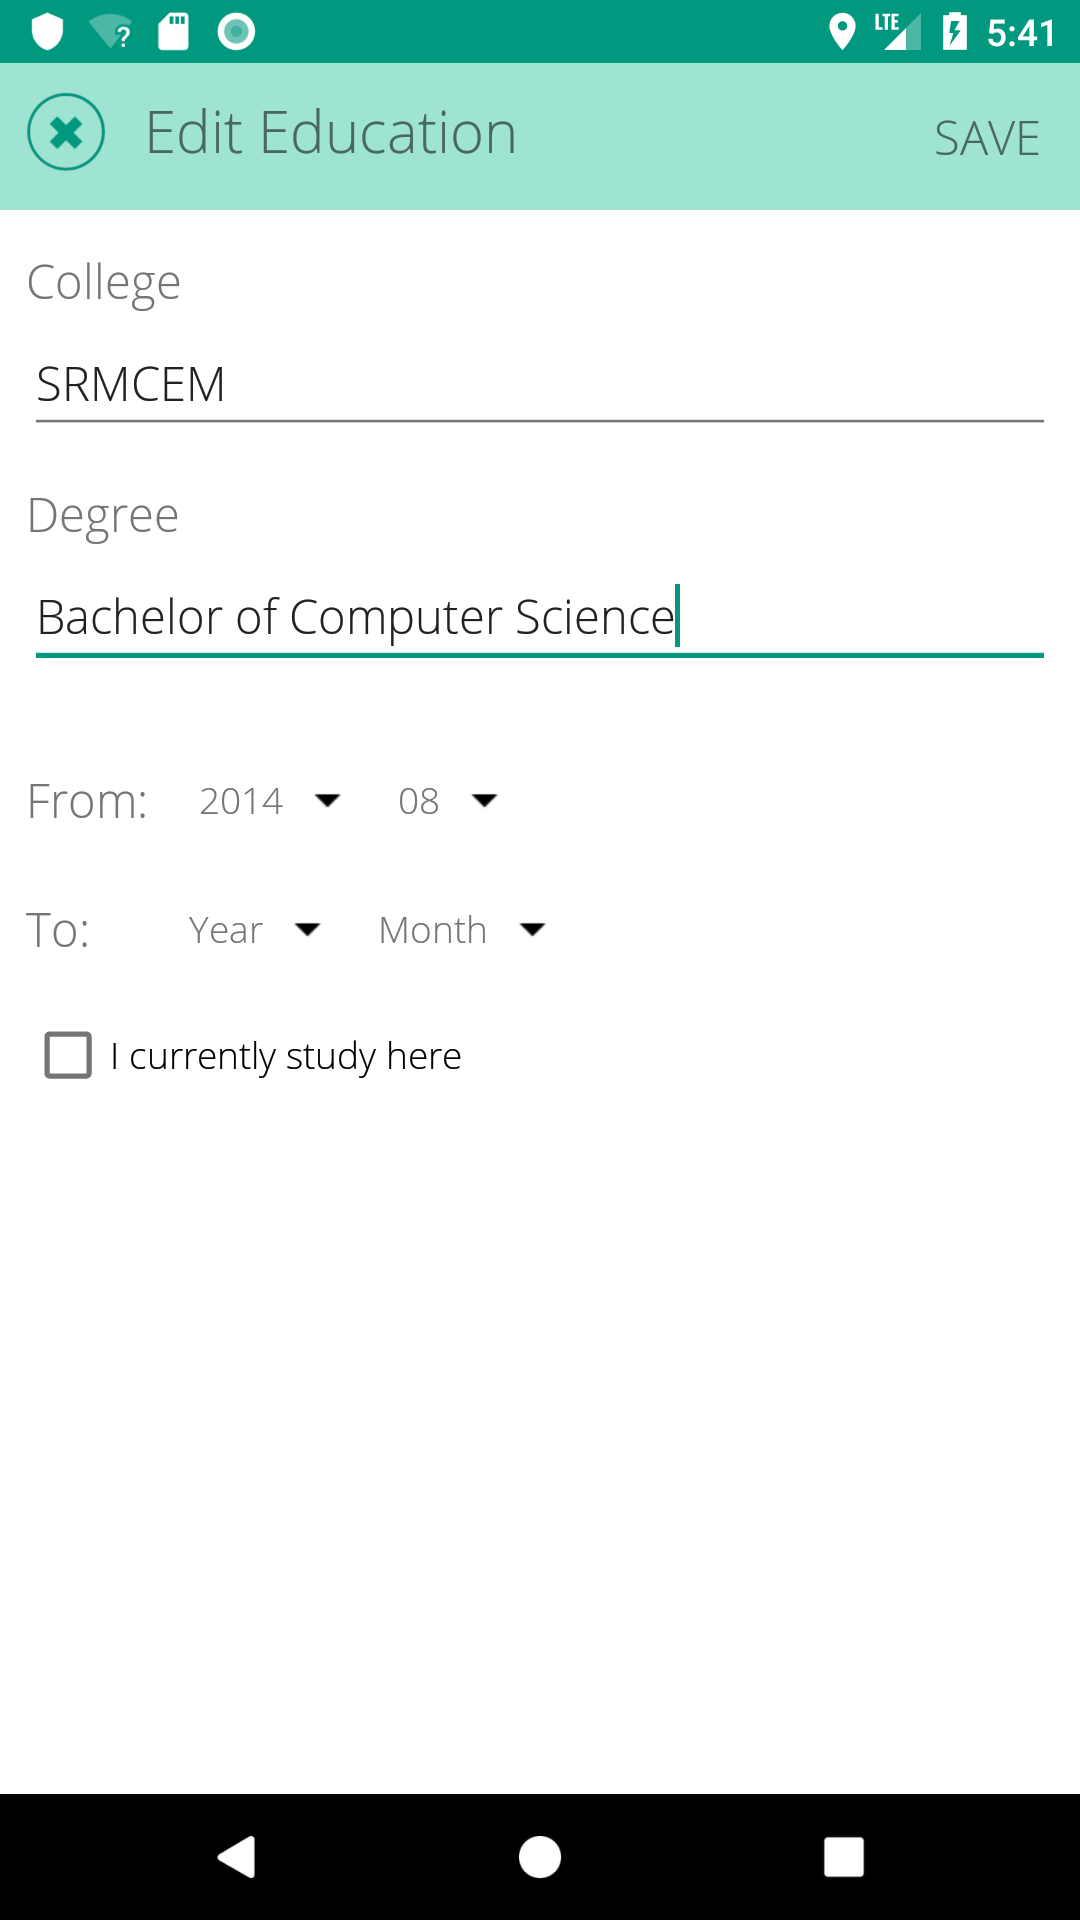 LTE 5:41
Edit Education SAVE
College
SRMCEM
Degree
Bachelor of Computer Science
From: 2014 08
To: Year Month
I currently study here